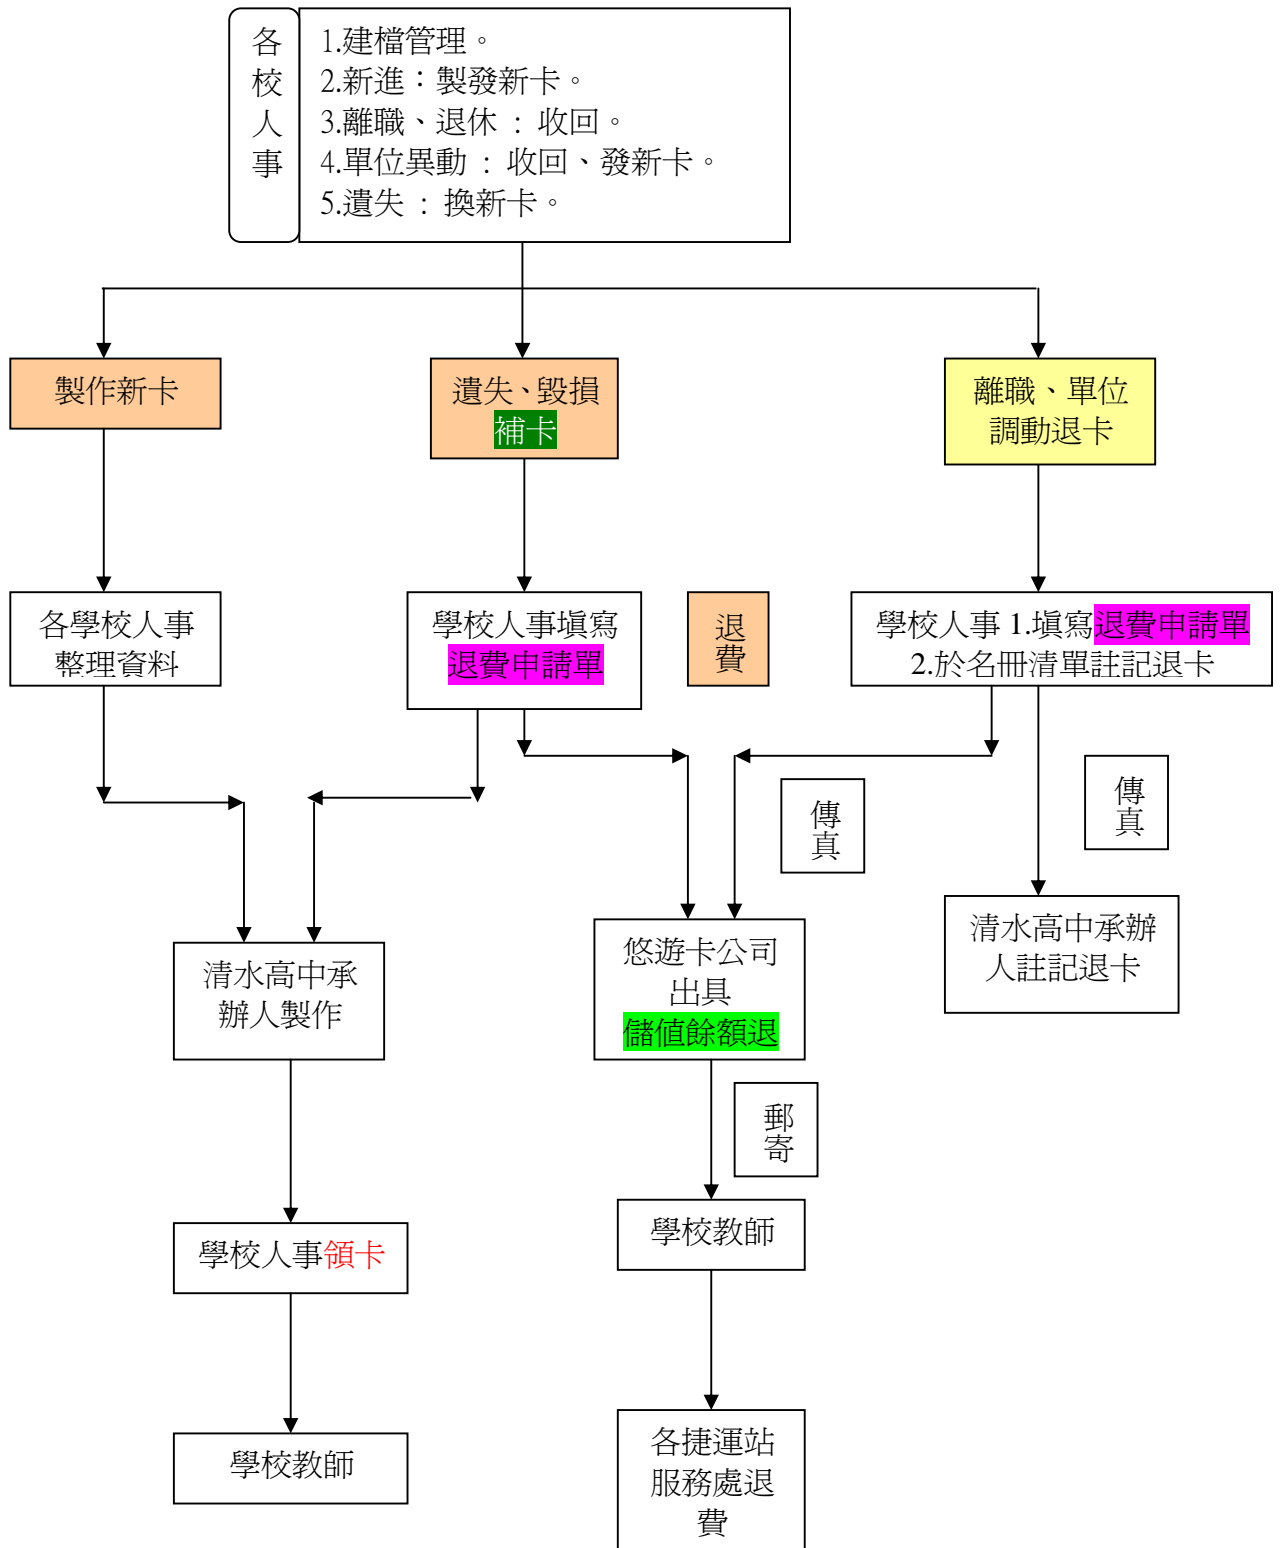 各校人事
1.建檔管理。
2.新進：製發新卡。
3.離職、退休 : 收回。
4.單位異動 : 收回、發新卡。
5.遺失 : 換新卡。
製作新卡
遺失、毀損
補卡
離職、單位
調動退卡
各學校人事
整理資料
學校人事填寫
退費申請單
退費
學校人事 1.填寫退費申請單
2.於名冊清單註記退卡
傳真
傳真
清水高中承
辦人製作
悠遊卡公司
出具
儲值餘額退
清水高中承辦
人註記退卡
郵寄
學校人事領卡
學校教師
學校教師
各捷運站
服務處退
費